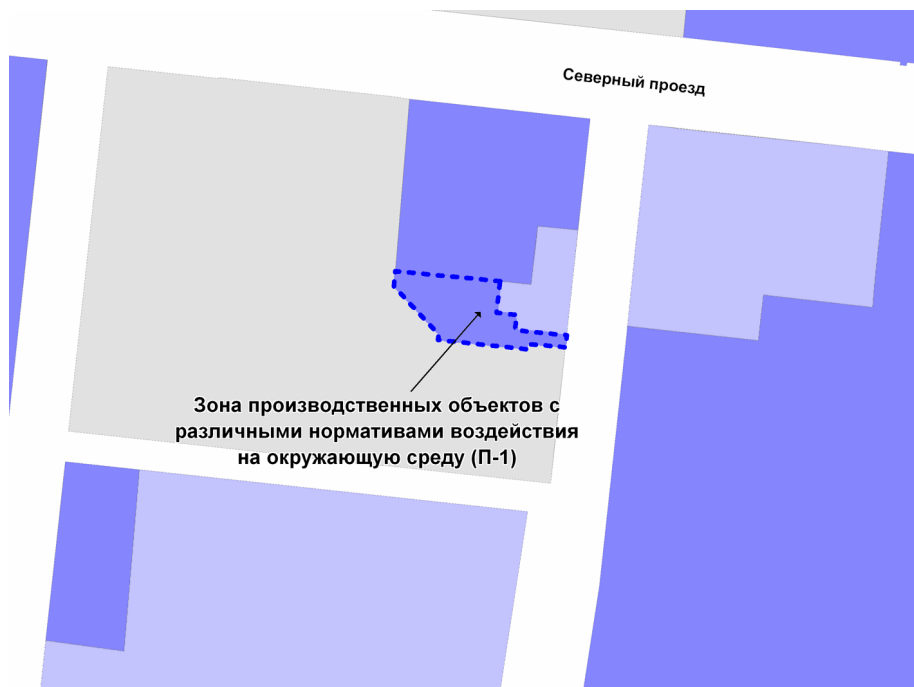 Северный проезд
Зона производственных объектов с
различными нормативами воздействия
на окружающую среду (П-1)